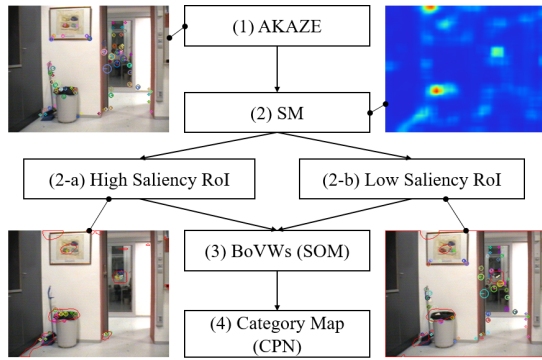 (1) AKAZE
(2) SM
(2-a) High Saliency RoI
(2-b) Low Saliency RoI
(3) BoVWs (SOM)
(4) Category Map
(CPN)